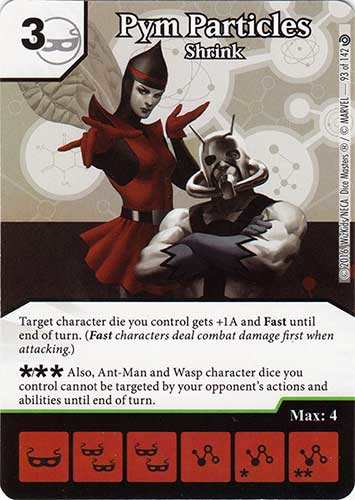 3
Pym Particles
Shrink
© 2016 WizKids/NECA. Dice Masters ® / © MARVEL — 93 of 142
Target character die you control gets +1A and Fast until
end of turn. (Fast characters deal combat damage first when
attacking.)
*** Also, Ant-Man and Wasp character dice you
control cannot be targeted by your opponent's actions and
abilities until end of turn.
Max: 4
*
**